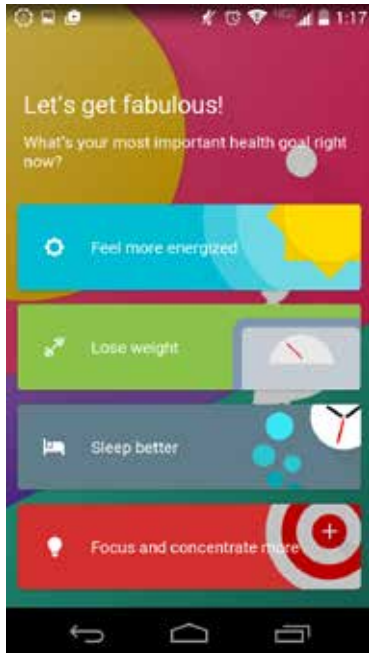 1:17
Let's get fabulous!
What's your most important health goal right
now?
Feel more energized
Lose weight
Sleep better
Focus and concentrate more